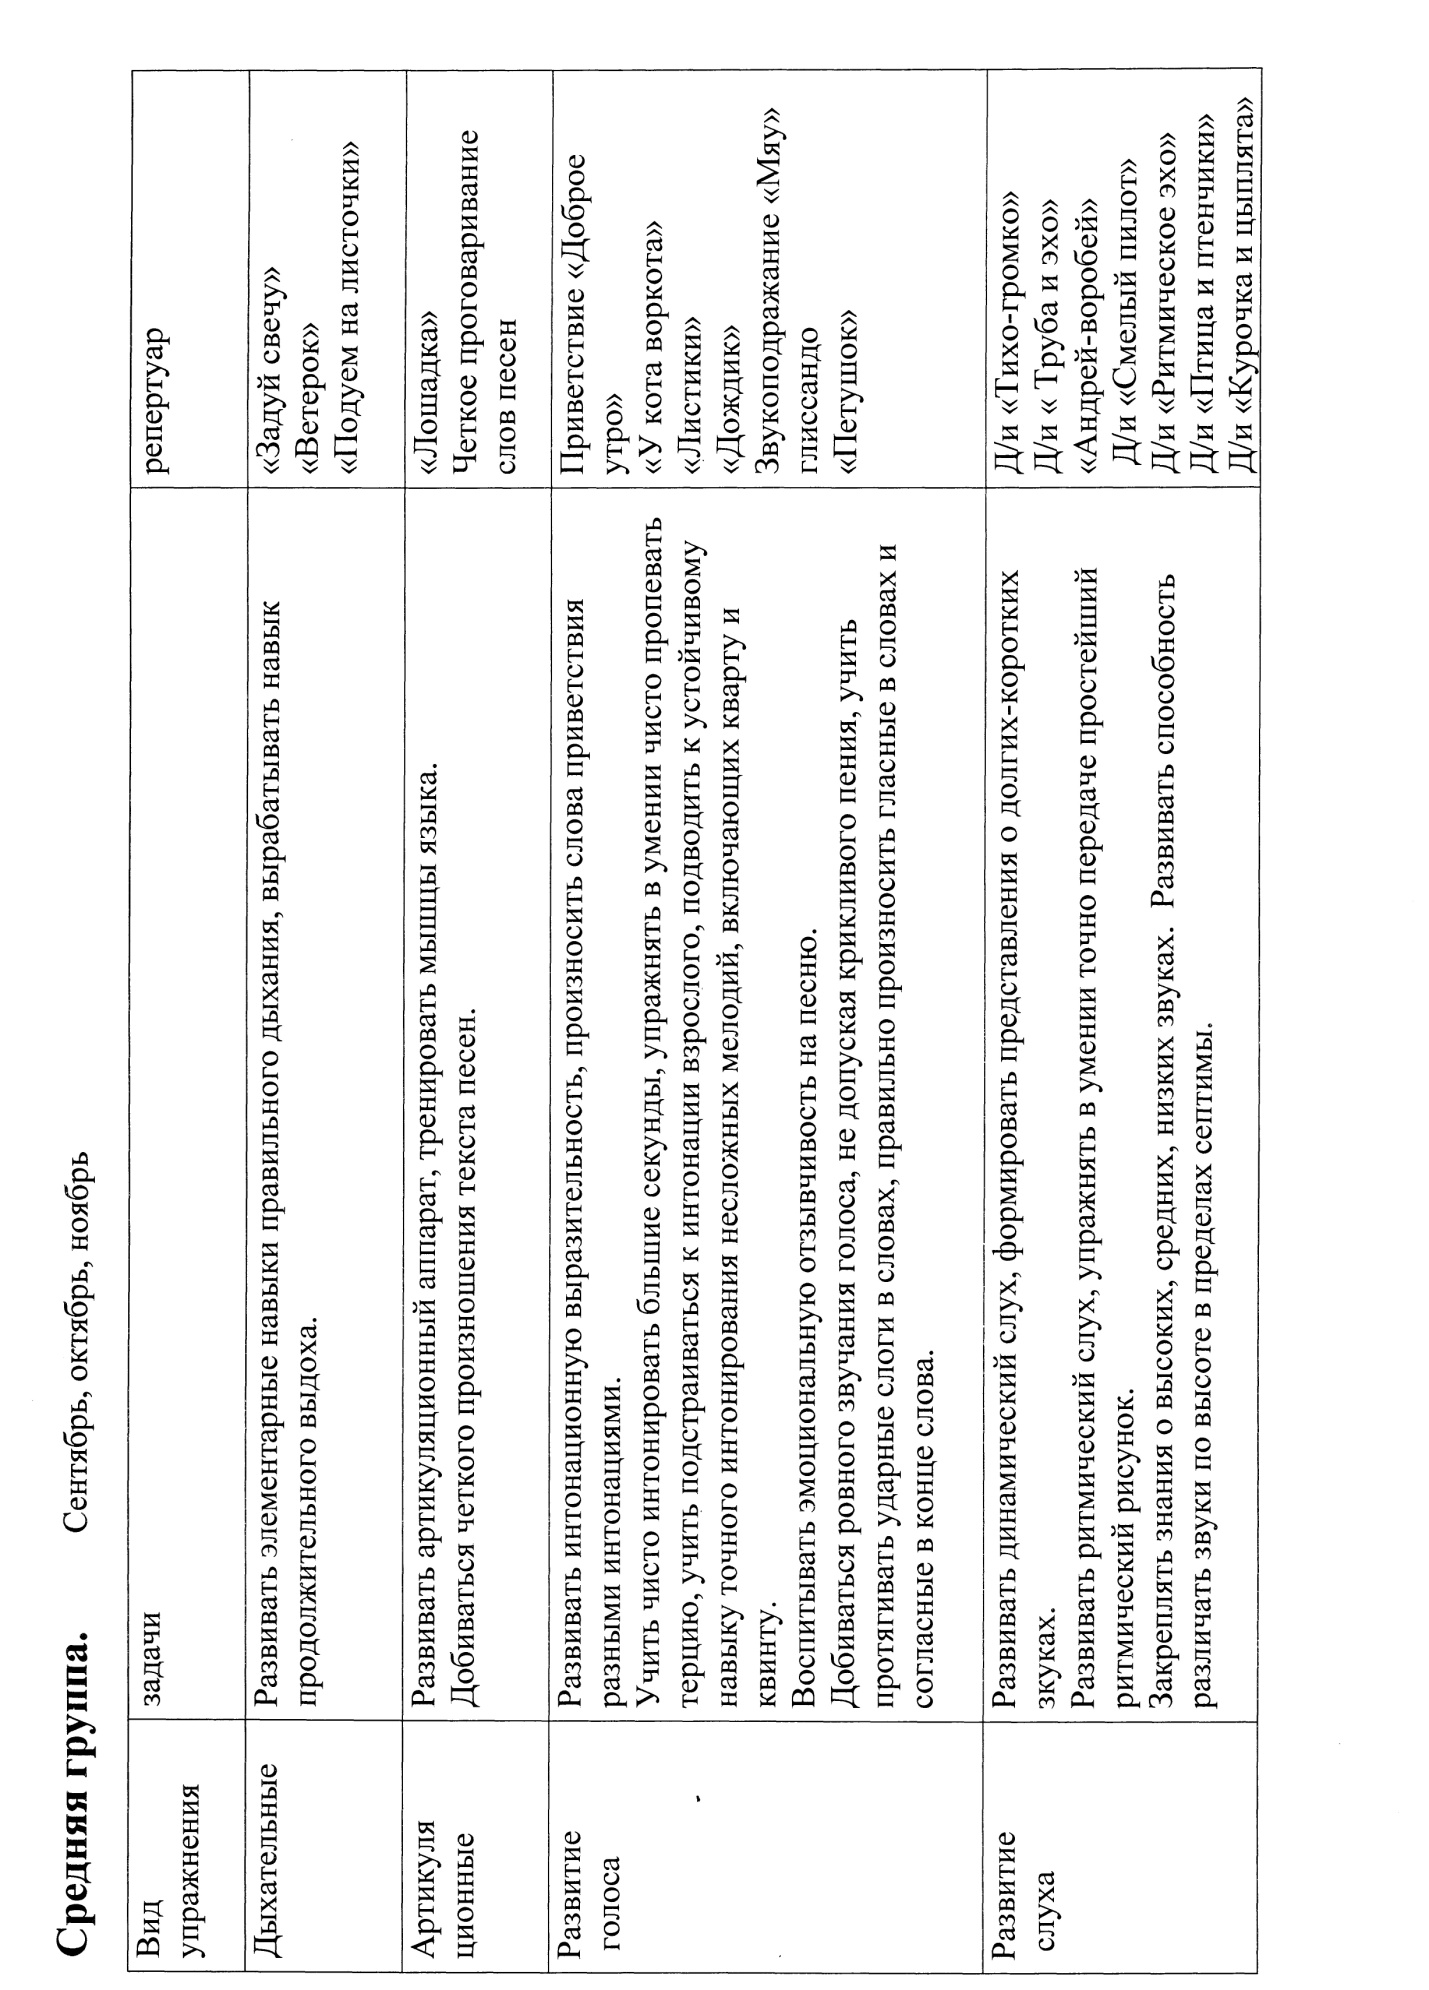 Средняя группа. Сентябрь, октябрь, ноябрь
Вид
упражнения
задачи
репертуар
Дыхательные
Развивать элементарные навыки правильного дыхания, вырабатывать навык
продолжительного выдоха.
«Задуй свечу»
«Ветерок»
«Подуем на листочки»
Артикуля
ционные
Развивать артикуляционный аппарат, тренировать мышцы языка.
Добиваться четкого произношения текста песен.
«Лошадка»
Четкое проговаривание
слов песен
Развитие
голоса
Развивать интонационную выразительность, произносить слова приветствия
разными интонациями.
Учить чисто интонировать бльшие секунды, упражнять в умении чисто пропевать
терцию, учить подстраиваться к интонации взрослого, подводить к устойчивому
навыку точного интонирования несложных мелодий, включающих кварту и
квинту.
Воспитывать эмоциональную отзывчивость на песню.
Добиваться ровного звучания голоса, не допуская крикливого пения, учить
протягивать ударные слоги в словах, правильно произносить гласные в словах и
согласные в конце слова.
Приветствие «Доброе
утро»
«У кота воркота»
«Листики»
«Дождик»
Звукоподражание «Мяу»
глиссандо
«Петушок»
Развитие
слуха
Развивать динамический слух, формировать представления о долгих-коротких
зкуках.
Развивать ритмический слух, упражнять в умении точно передаче простейший
ритмический рисунок.
Закреплять знания о высоких, средних, низких звуках. Развивать способность
различать звуки по высоте в пределах септимы.
Д/и «Тихо-громко»
Д/и « Труба и эхо»
«Андрей-воробей»
Д/и «Смелый пилот»
Д/и «Ритмическое эхо»
Д/и «Птица и птенчики»
Д/и «Курочка и цыплята»